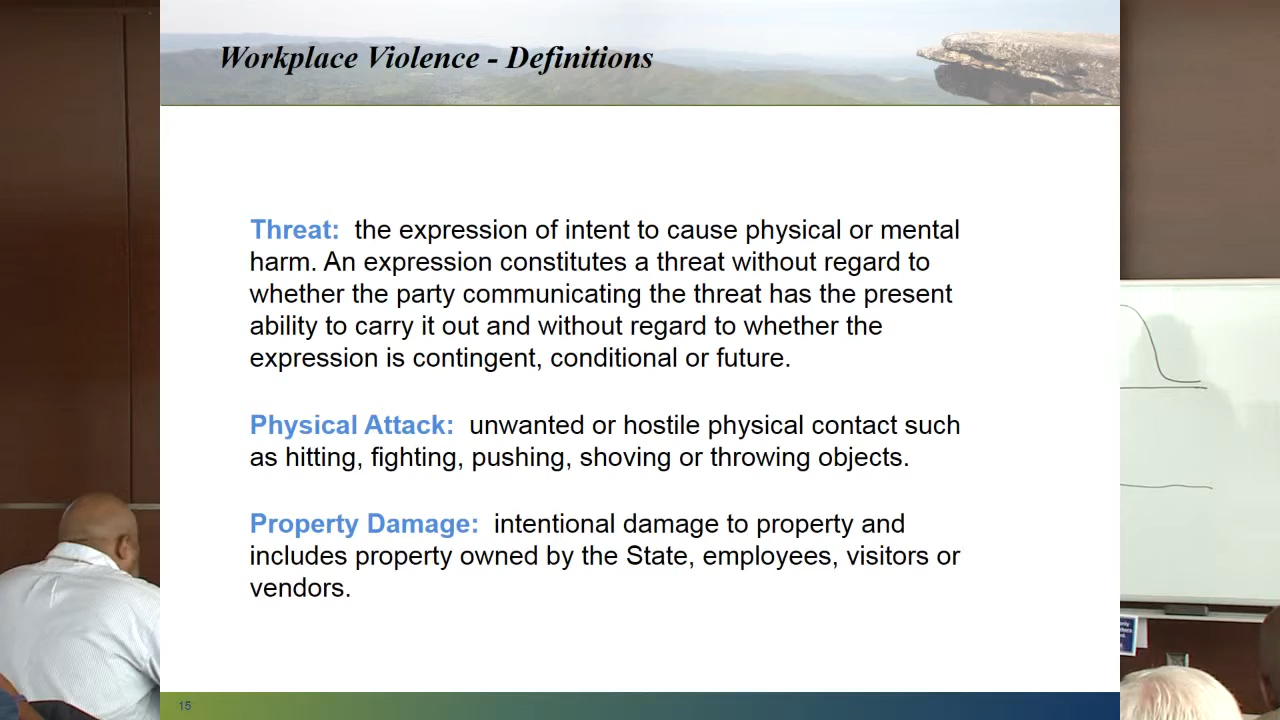 Workplace Violence - Definitions
Threat: the expression of intent to cause physical or mental
harm. An expression constitutes a threat without regard to
whether the party communicating the threat has the present
ability to carry it out and without regard to whether the
expression is contingent, conditional or future.
Physical Attack: unwanted or hostile physical contact such
as hitting, fighting, pushing, shoving or throwing objects.
Property Damage: intentional damage to property and
includes property owned by the State, employees, visitors or
vendors.
15